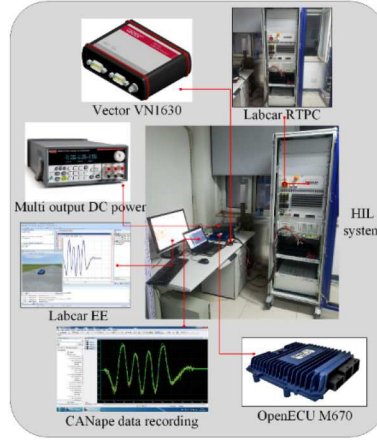 Vector VN1630
Labcar RTPC
Multi output DC power
HIL
system
Labcar EE
CANape data recording
OpenECU M670